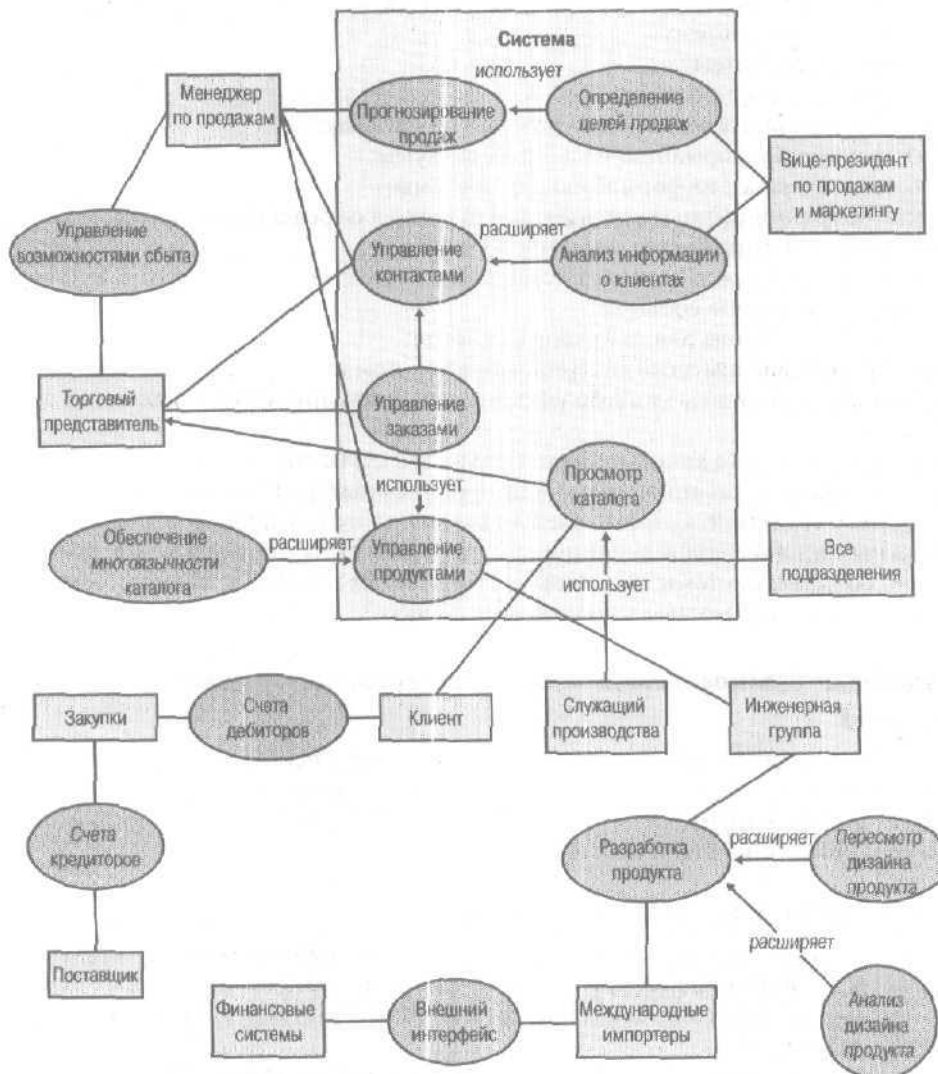 Система
использует
Менеджер
по продажам
Прогнозирование
продаж
Определение
целей продаж
Вице-президент
по продажам
и маркетингу
Управление
возможностями сбыта
расширяет
Управление
контактами
Анализ информации
о клиентах
Торговый
представитель
Управление
заказами
Просмотр
каталога
использует
Обеспечение
многоязычности
каталога
расширяет
Управление
продуктами
использует
Все
подразделения
Закупки
Счета
дебиторов
Клиент
Служащий
производства
Инженерная
группа
Счета
кредиторов
Разработка
продукта
расширяет
Пересмотр
дизайна
продукта
расширяет
Поставщик
Финансовые
системы
Внешний
интерфейс
Международные
импортеры
Анализ
дизайна
продукта